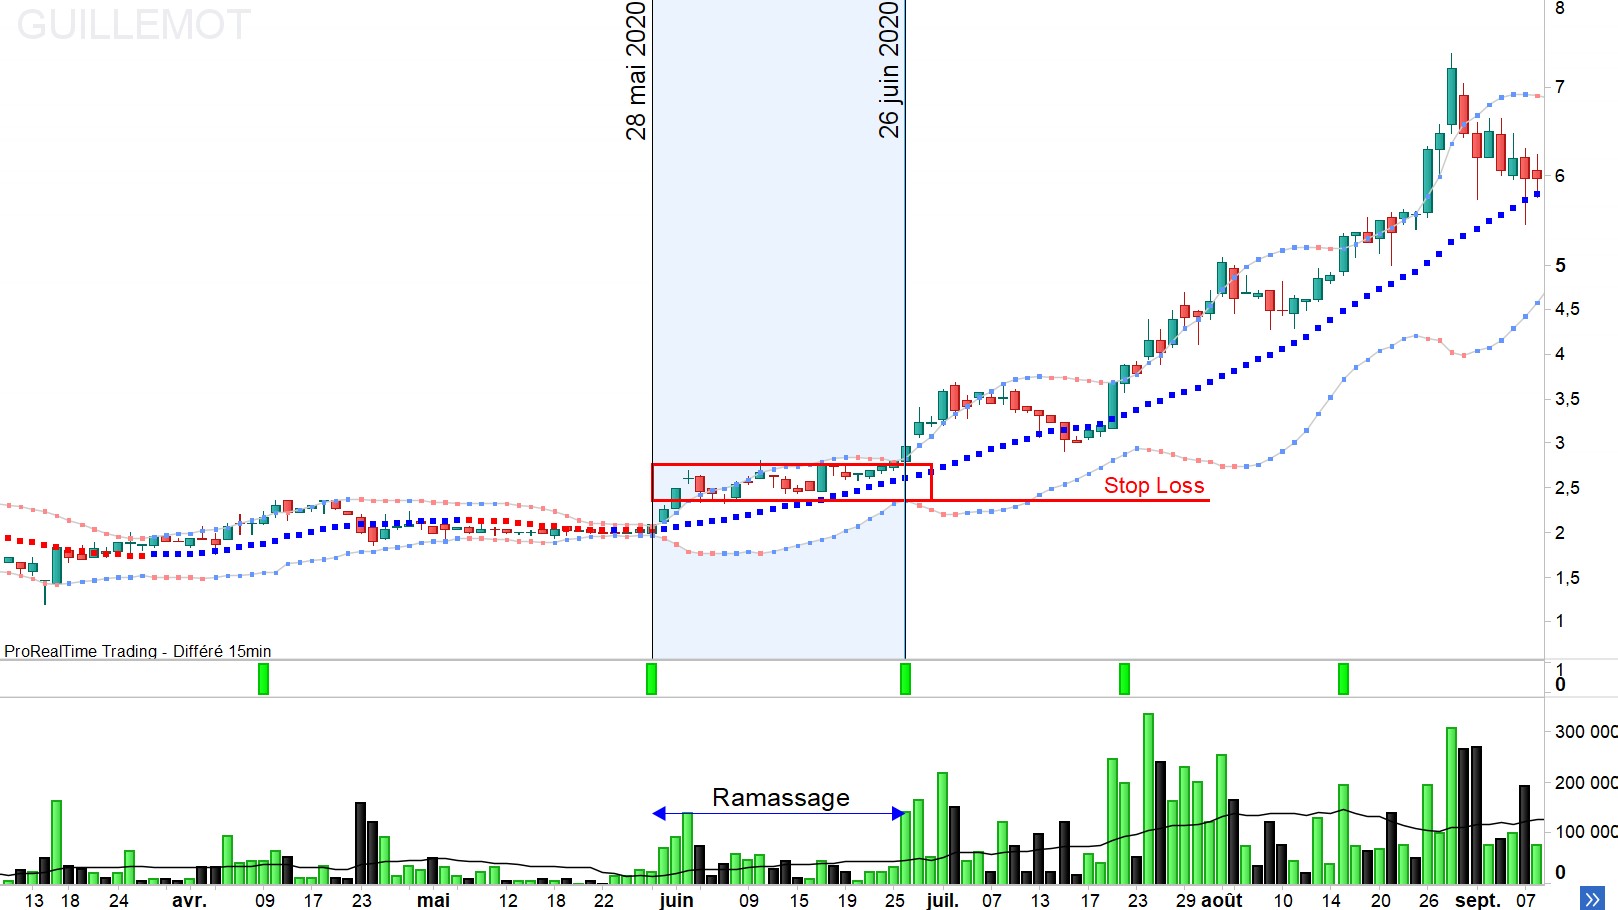 GUILLEMOT
28 mai 2020
26 juin 2020
8
7
6
5
4,5
4
3,5
3
2,5
2
1,5
1
Stop Loss
ProRealTime Trading - Différé 15min
1
0
300 000
200 000
100 000
0
Ramassage
13 18 24 avr. 09 17 23 mai 12 18 22 juin 09 15 19 25 juil. 07 13 17 23 29 août 10 14 20 26 sept. 07